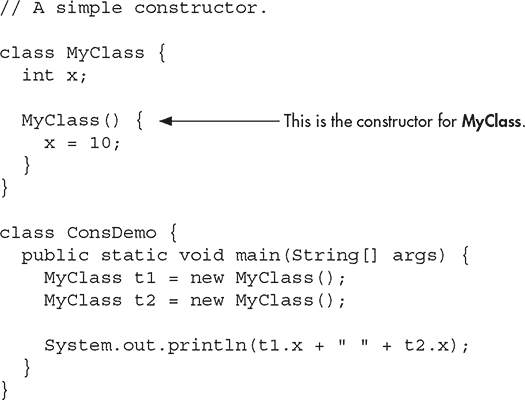 // A simple constructor.
class MyClass {
int x;
MyClass() {
This is the constructor for MyClass.
x = 10;
}
}
class ConsDemo {
public static void main(String[] args) {
MyClass t1 = new MyClass();
MyClass t2 = new MyClass();
System.out.println(t1.x + " " + t2.x);
}
}